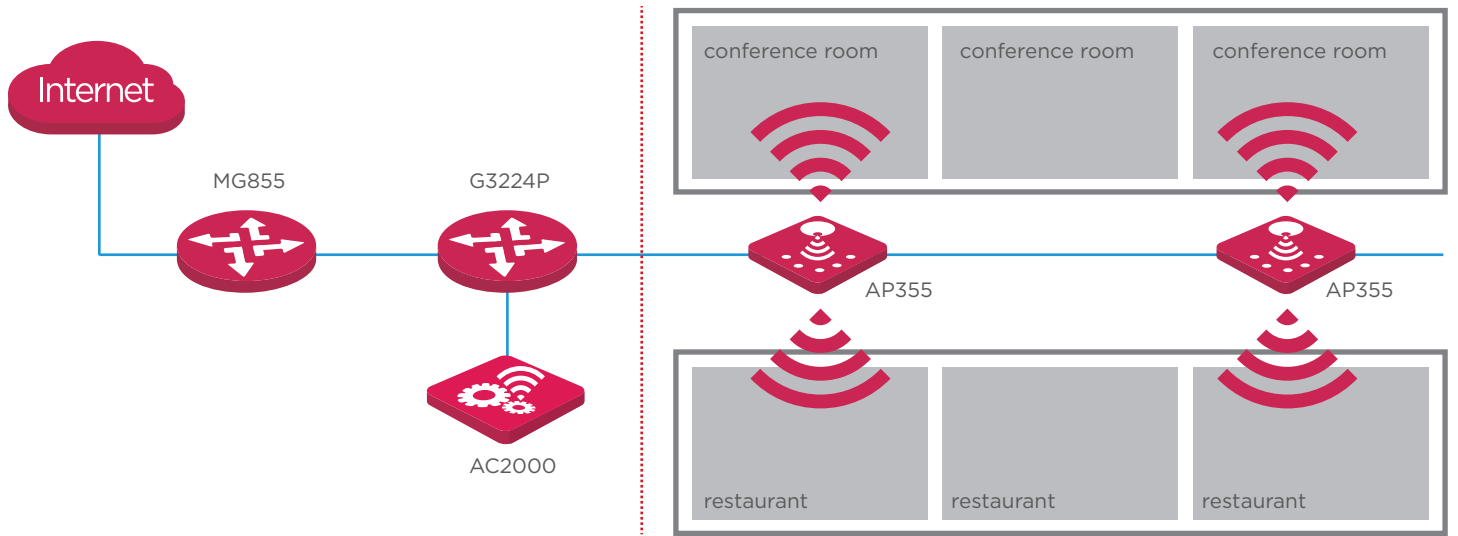 conference room
conference room
conference room
Internet
MG855
G3224P
AP355
AP355
AC2000
restaurant
restaurant
restaurant